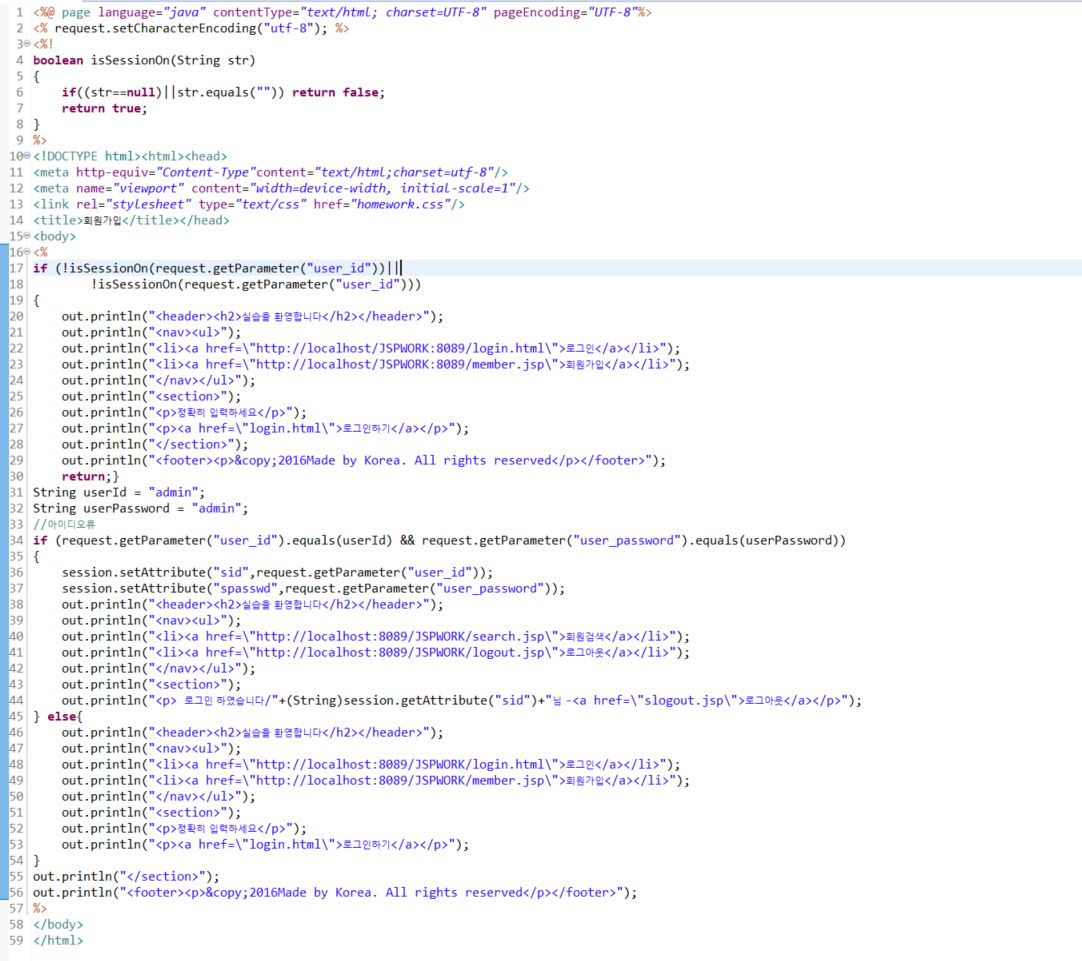 1 <%@ page language="java" contentType="text/html; charset=UTF-8" pageEncoding="UTF-8"%>
2 <% request.setCharacterEncoding("utf-8"); %>
3 <%!
4 boolean isSessionOn(String str)
5 {
6     if((str==null)||str.equals("")) return false;
7     return true;
8 }
9 %>
10 <!DOCTYPE html><html><head>
11 <meta http-equiv="Content-Type"content="text/html;charset=utf-8"/>
12 <meta name="viewport" content="width=device-width, initial-scale=1"/>
13 <link rel="stylesheet" type="text/css" href="homework.css"/>
14 <title>회원가입</title></head>
15 <body>
16 <%
17 if (!isSessionOn(request.getParameter("user_id"))||
18         !isSessionOn(request.getParameter("user_id")))
19 {
20     out.println("<header><h2>실습을 환영합니다</h2></header>");
21     out.println("<nav><ul>");
22     out.println("<li><a href=\"http://localhost/JSPWORK:8089/login.html\">로그인</a></li>");
23     out.println("<li><a href=\"http://localhost/JSPWORK:8089/member.jsp\">회원가입</a></li>");
24     out.println("</nav></ul>");
25     out.println("<section>");
26     out.println("<p>정확히 입력하세요</p>");
27     out.println("<p><a href=\"login.html\">로그인하기</a></p>");
28     out.println("</section>");
29     out.println("<footer><p>&copy;2016Made by Korea. All rights reserved</p></footer>");
30     return;}
31 String userId = "admin";
32 String userPassword = "admin";
33 //아이디오류
34 if (request.getParameter("user_id").equals(userId) && request.getParameter("user_password").equals(userPassword))
35 {
36     session.setAttribute("sid",request.getParameter("user_id"));
37     session.setAttribute("spasswd",request.getParameter("user_password"));
38     out.println("<header><h2>실습을 환영합니다</h2></header>");
39     out.println("<nav><ul>");
40     out.println("<li><a href=\"http://localhost:8089/JSPWORK/search.jsp\">회원검색</a></li>");
41     out.println("<li><a href=\"http://localhost:8089/JSPWORK/logout.jsp\">로그아웃</a></li>");
42     out.println("</nav></ul>");
43     out.println("<section>");
44     out.println("<p> 로그인 하였습니다/"+(String)session.getAttribute("sid")+"님 -<a href=\"slogout.jsp\">로그아웃</a></p>");
45 } else{
46     out.println("<header><h2>실습을 환영합니다</h2></header>");
47     out.println("<nav><ul>");
48     out.println("<li><a href=\"http://localhost:8089/JSPWORK/login.html\">로그인</a></li>");
49     out.println("<li><a href=\"http://localhost:8089/JSPWORK/member.jsp\">회원가입</a></li>");
50     out.println("</nav></ul>");
51     out.println("<section>");
52     out.println("<p>정확히 입력하세요</p>");
53     out.println("<p><a href=\"login.html\">로그인하기</a></p>");
54 }
55 out.println("</section>");
56 out.println("<footer><p>&copy;2016Made by Korea. All rights reserved</p></footer>");
57 %>
58 </body>
59 </html>